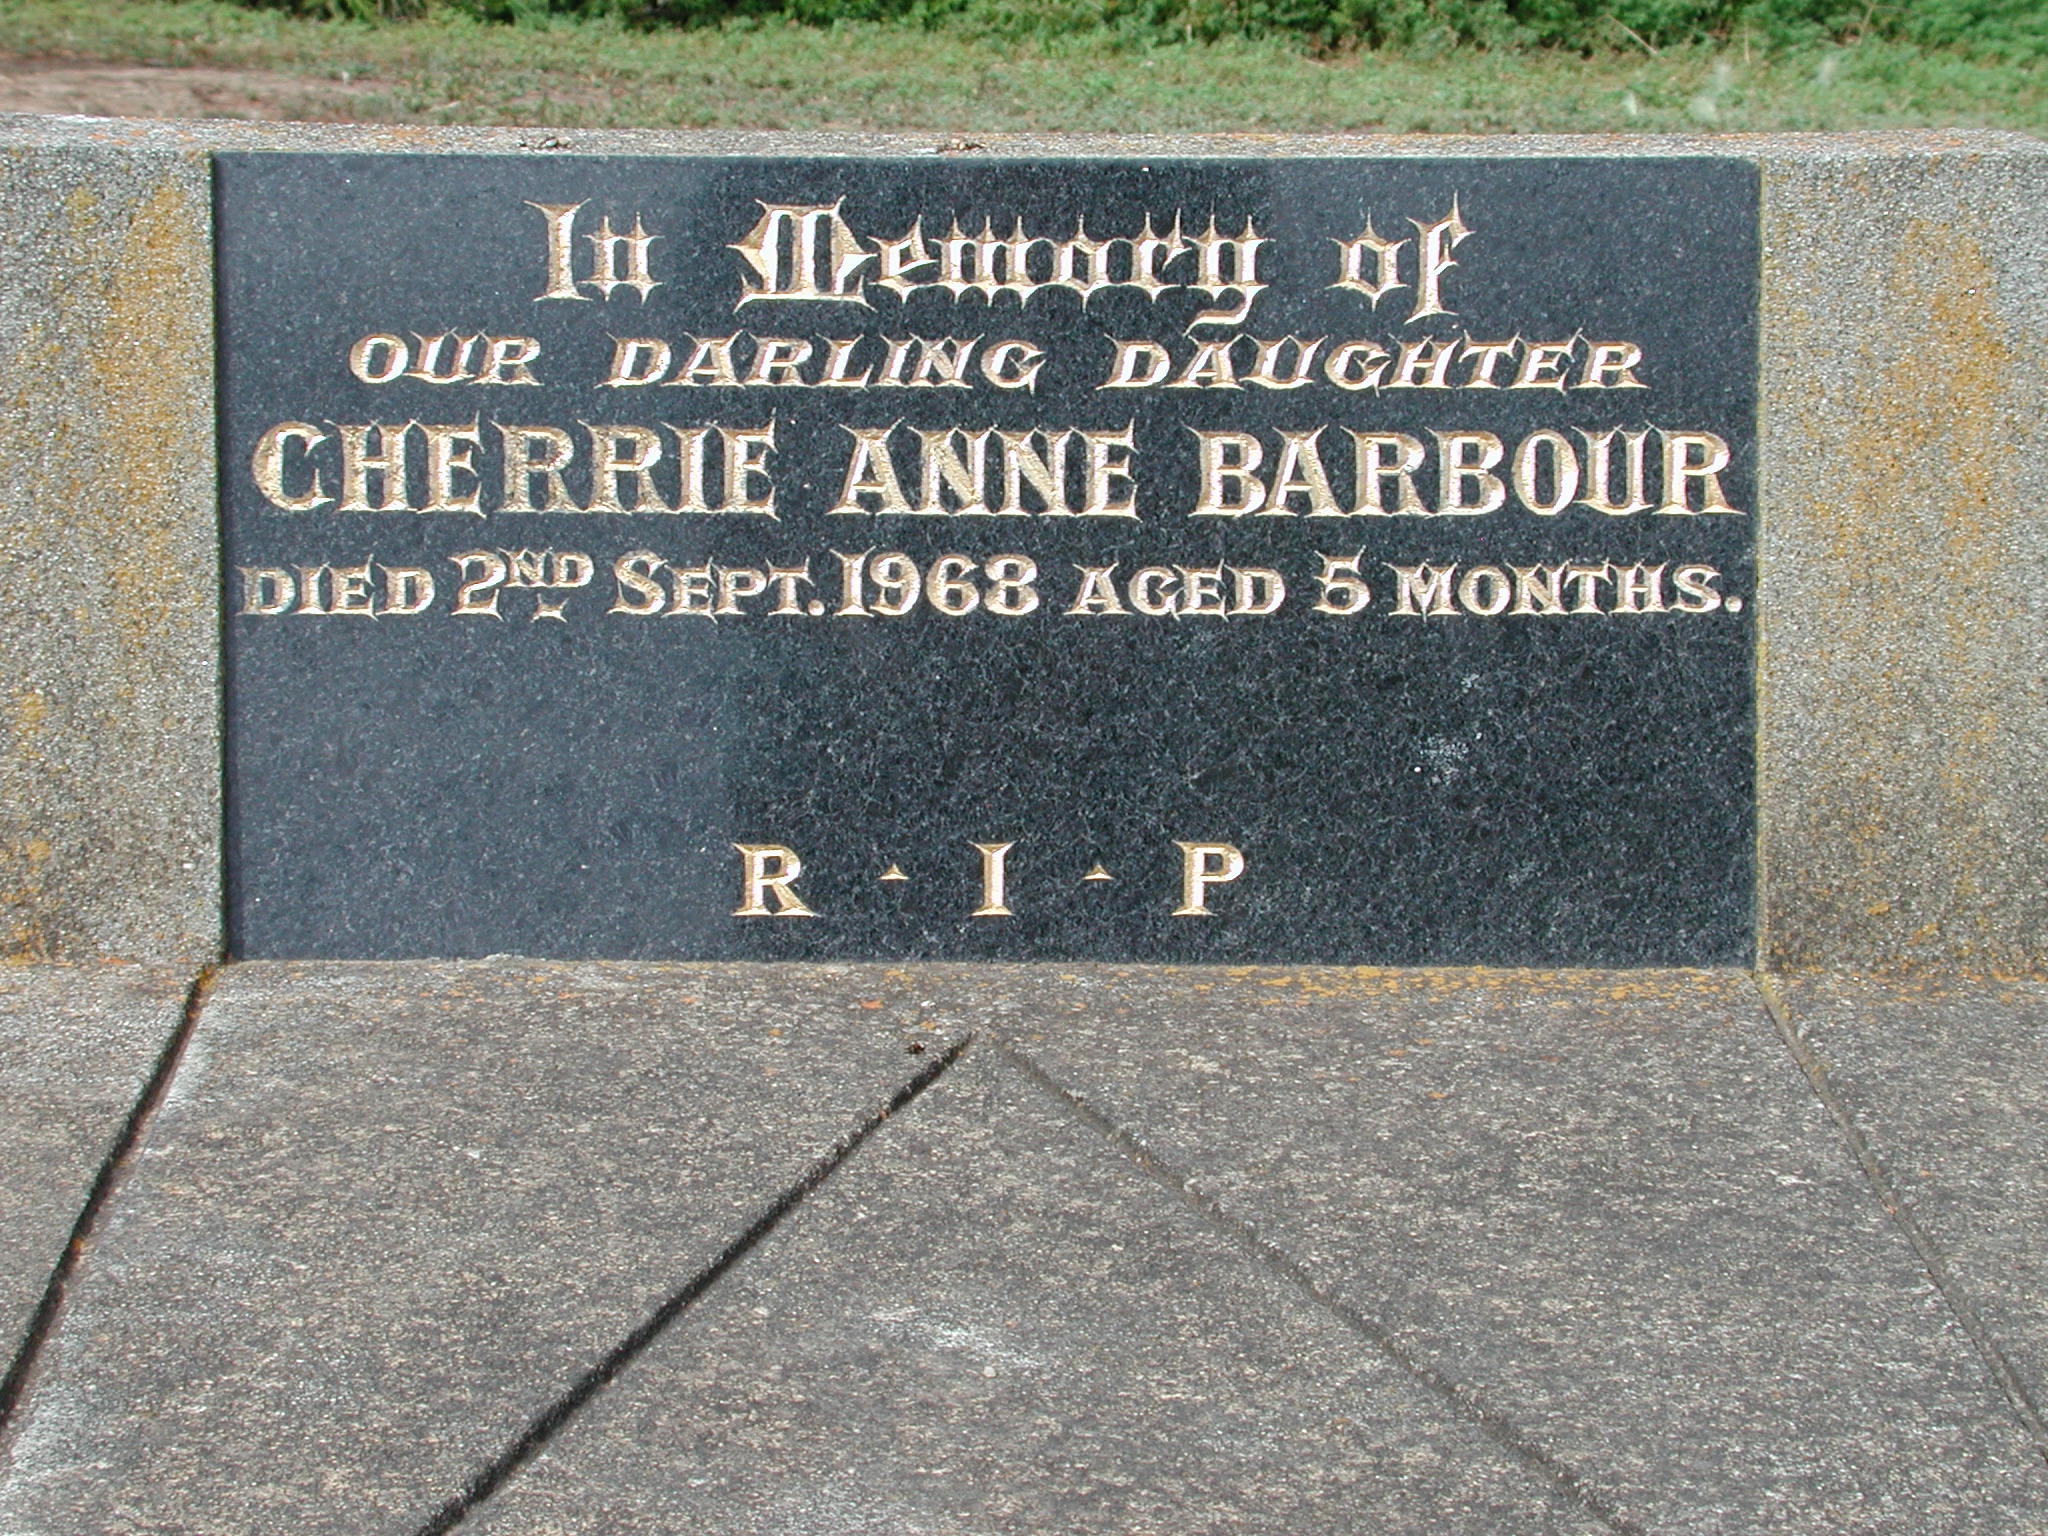 In Memory of
OUR DARLING DAUGHTER
CHERRIE ANNE BARBOUR
DIED 2ND SEPT. 1968 AGED 5 MONTHS.
R · I · P